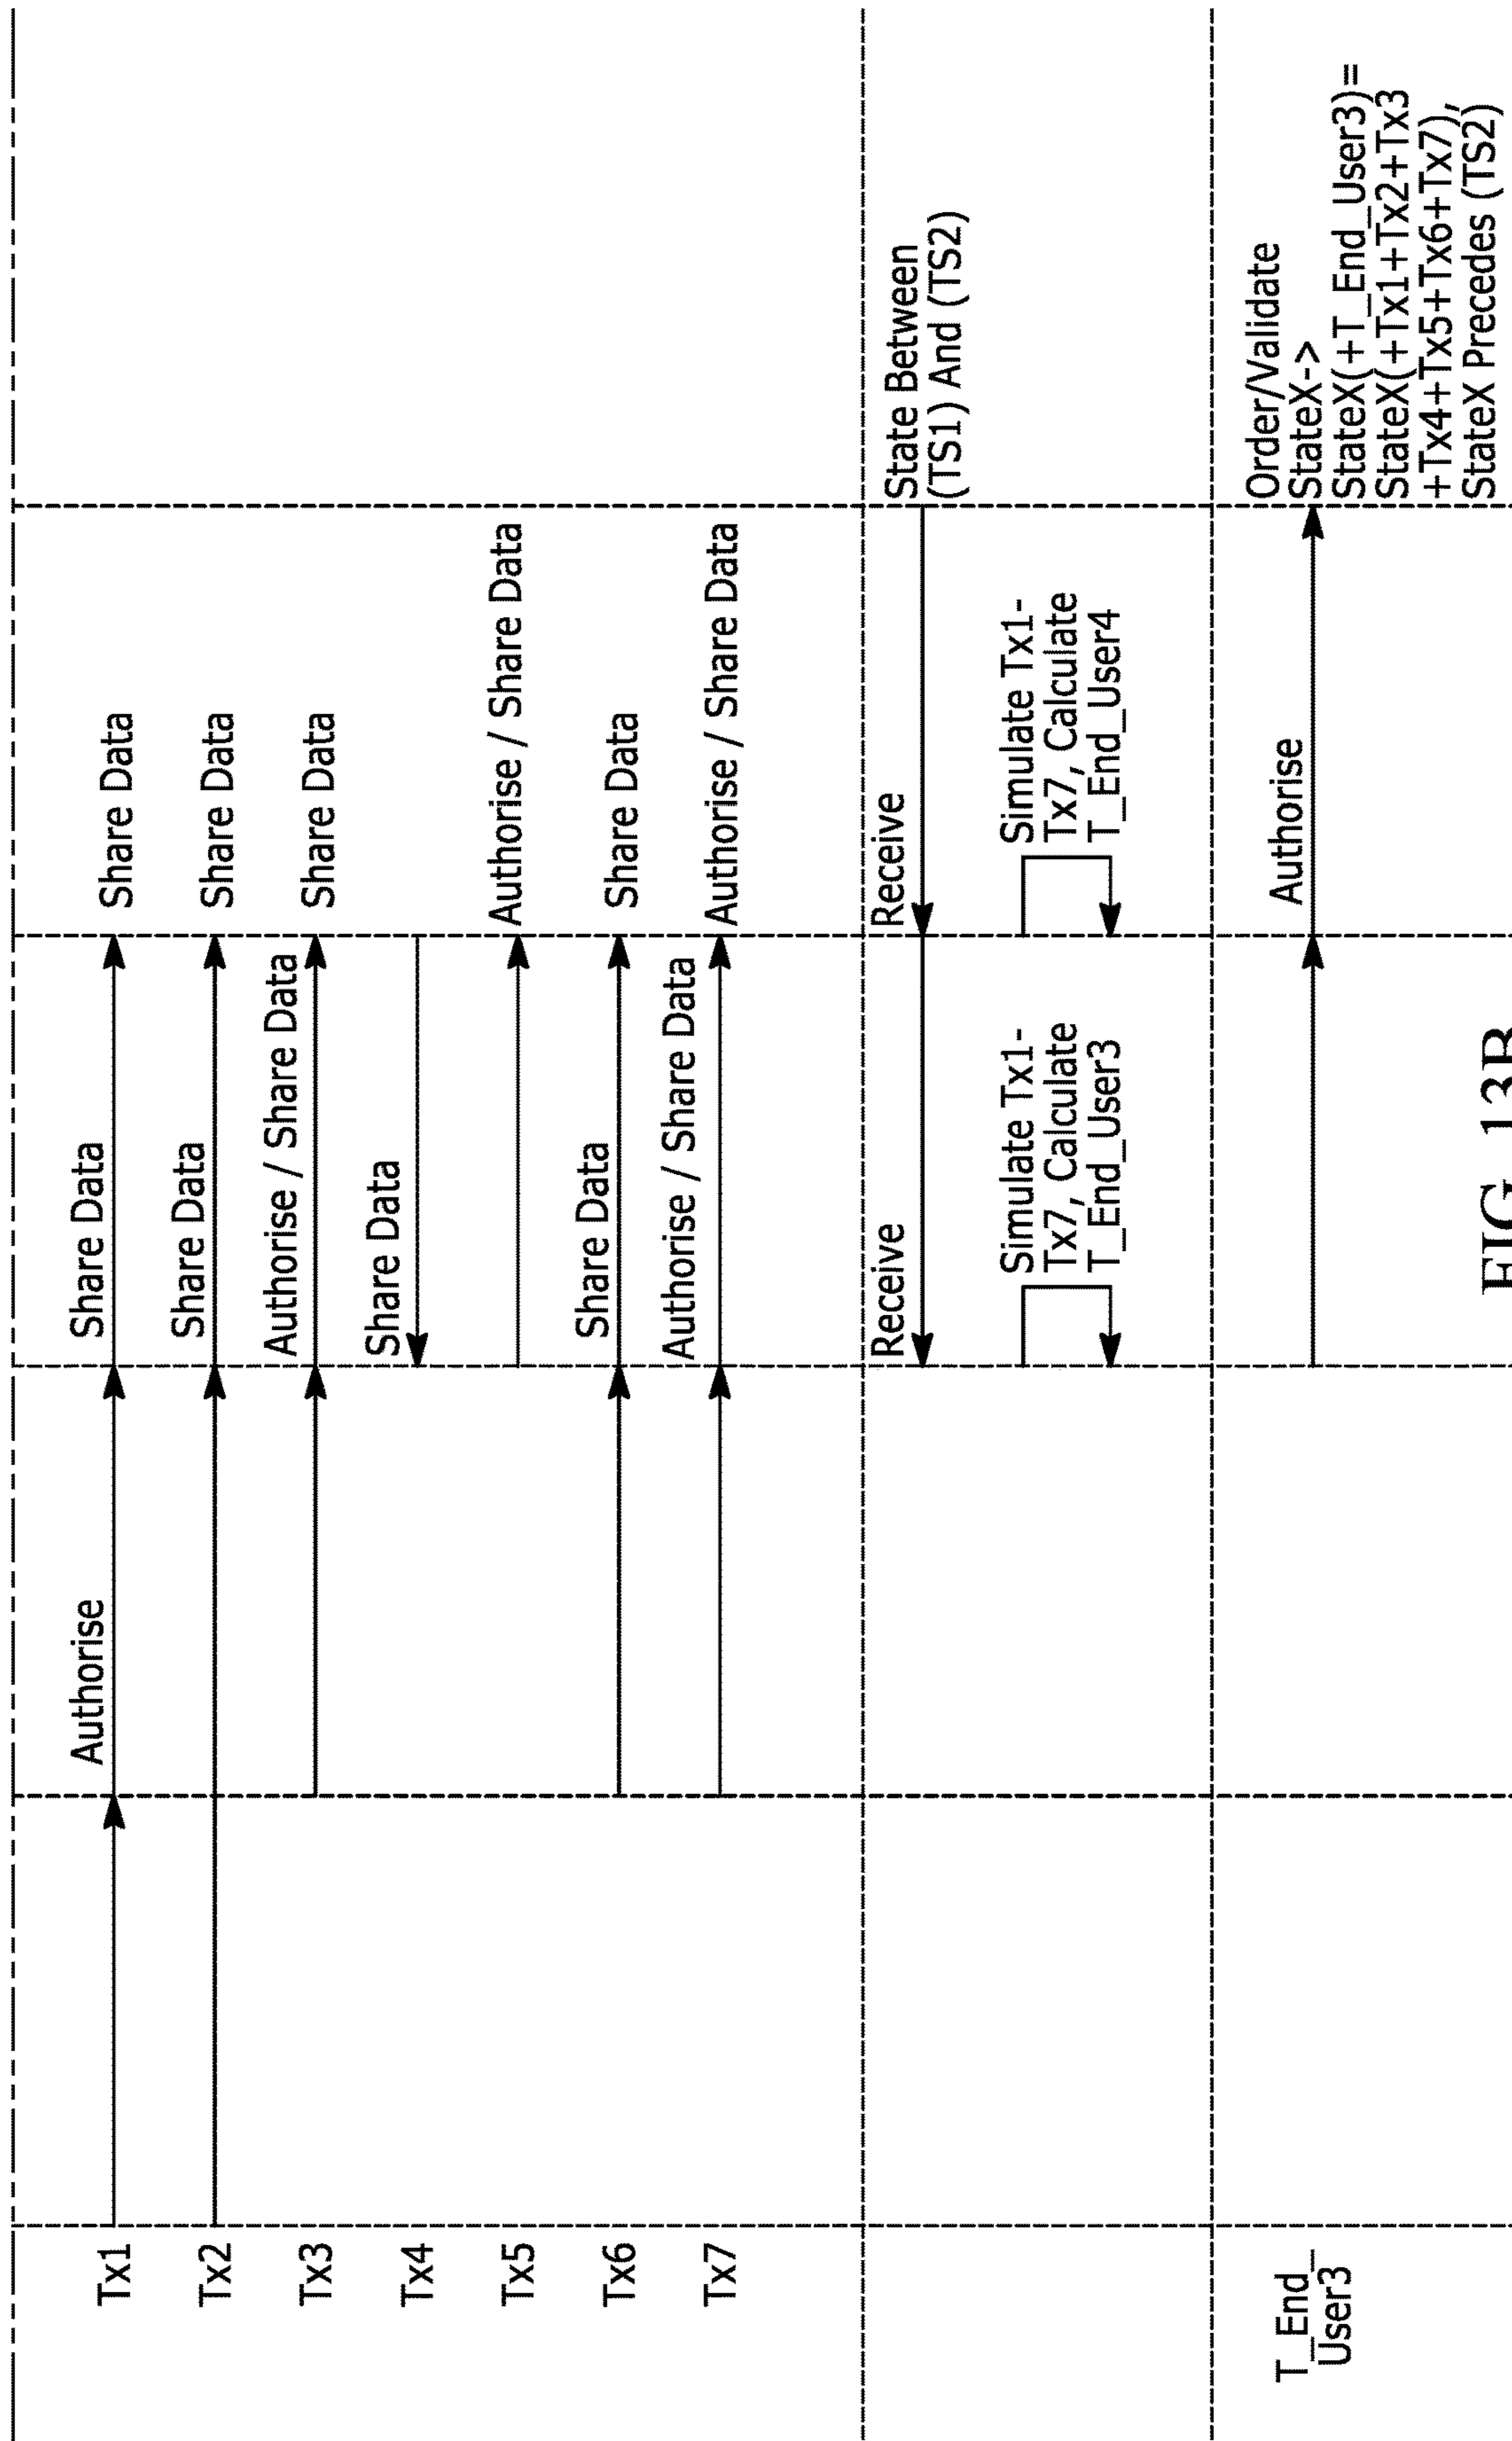 Tx1
Authorise
Share Data
Share Data
Tx2
Share Data
Share Data
Tx3
Authorise / Share Data
Share Data
Tx4
Share Data
Tx5
Authorise / Share Data
Tx6
Share Data
Share Data
Tx7
Authorise / Share Data
Authorise / Share Data
Receive
Receive
State Between
(TS1) And (TS2)
Simulate Tx1-
Tx7, Calculate
T_End_User3
Simulate Tx1-
Tx7, Calculate
T_End_User4
T_End_
User3
Authorise
Order/Validate
StateX->
StateX(+T_End_User3)=
StateX(+Tx1+Tx2+Tx3
+Tx4+Tx5+Tx6+Tx7),
StateX Precedes (TS2)
FIG. 13B